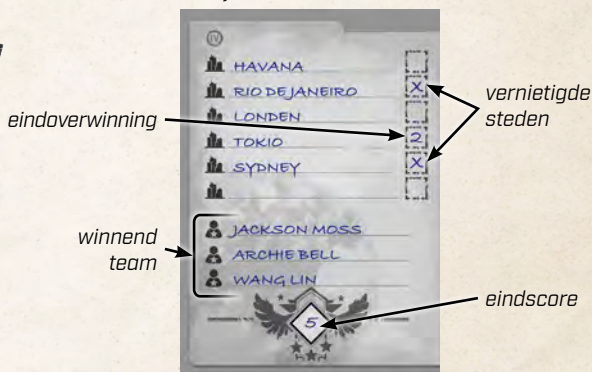 IV
HAVANA
RIO DE JANEIRO X
LONDEN
TOKIO 2
SYDNEY X
eindoverwinning
vernietigde
steden
winnend
team
JACKSON MOSS
ARCHIE BELL
WANG LIN
5
eindscore